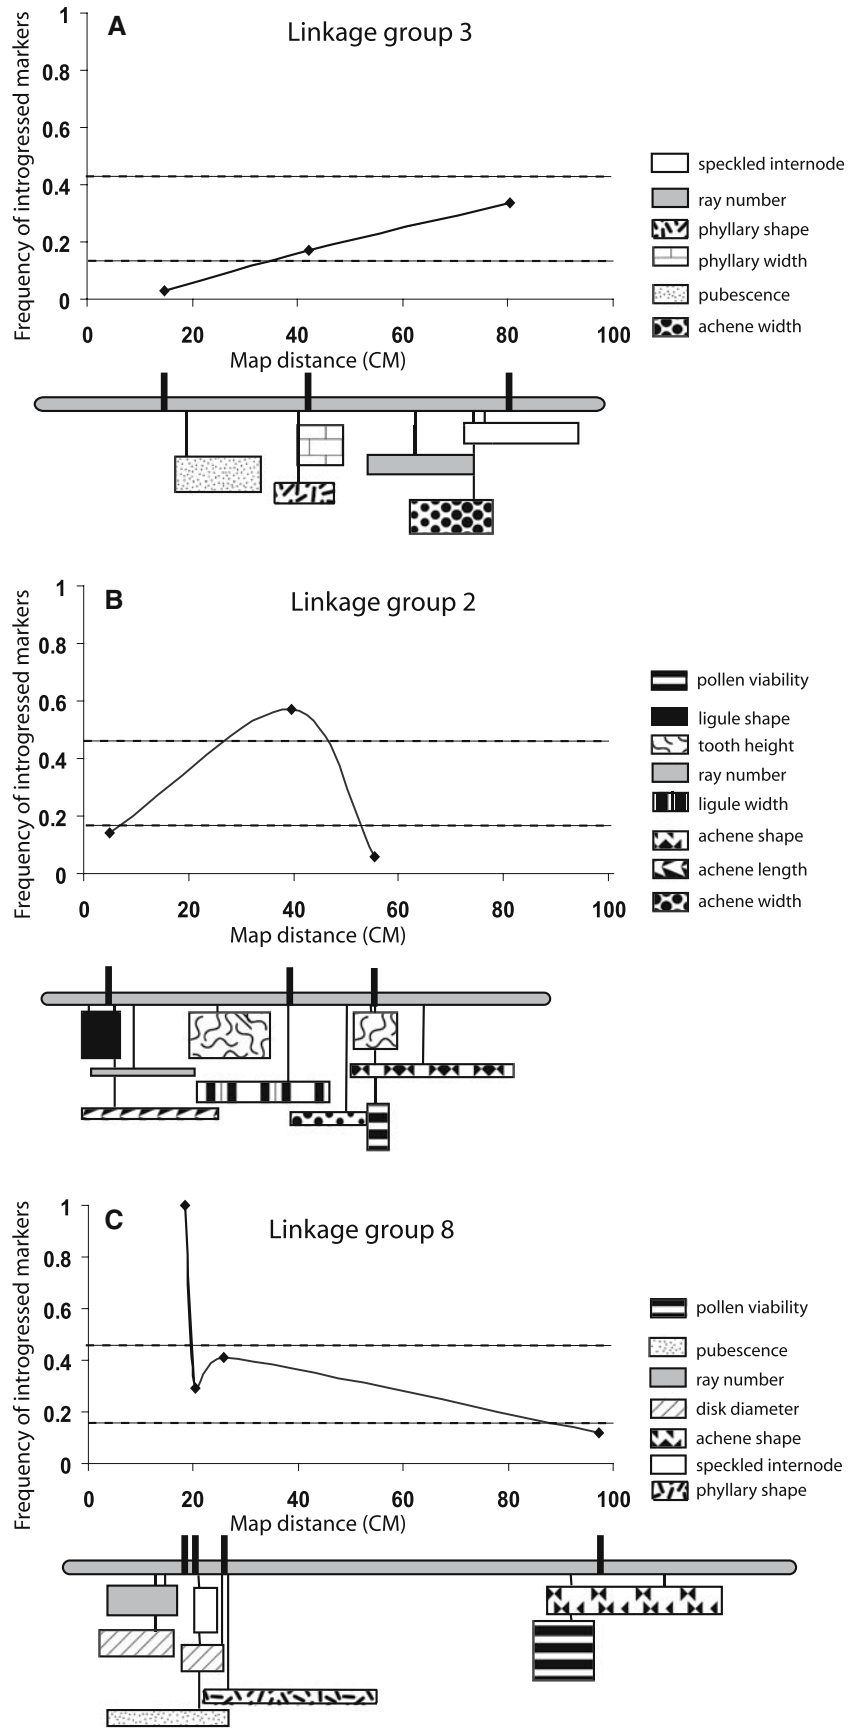 A
Linkage group 3
Frequency of introgressed markers
1
0.8
0.6
0.4
0.2
0
0 20 40 60 80 100
Map distance (CM)
speckled internode
ray number
phyllary shape
phyllary width
pubescence
achene width
B
Linkage group 2
Frequency of introgressed markers
1
0.8
0.6
0.4
0.2
0
0 20 40 60 80 100
Map distance (CM)
pollen viability
ligule shape
tooth height
ray number
ligule width
achene shape
achene length
achene width
C
Linkage group 8
Frequency of introgressed markers
1
0.8
0.6
0.4
0.2
0
0 20 40 60 80 100
Map distance (CM)
pollen viability
pubescence
ray number
disk diameter
achene shape
speckled internode
phyllary shape